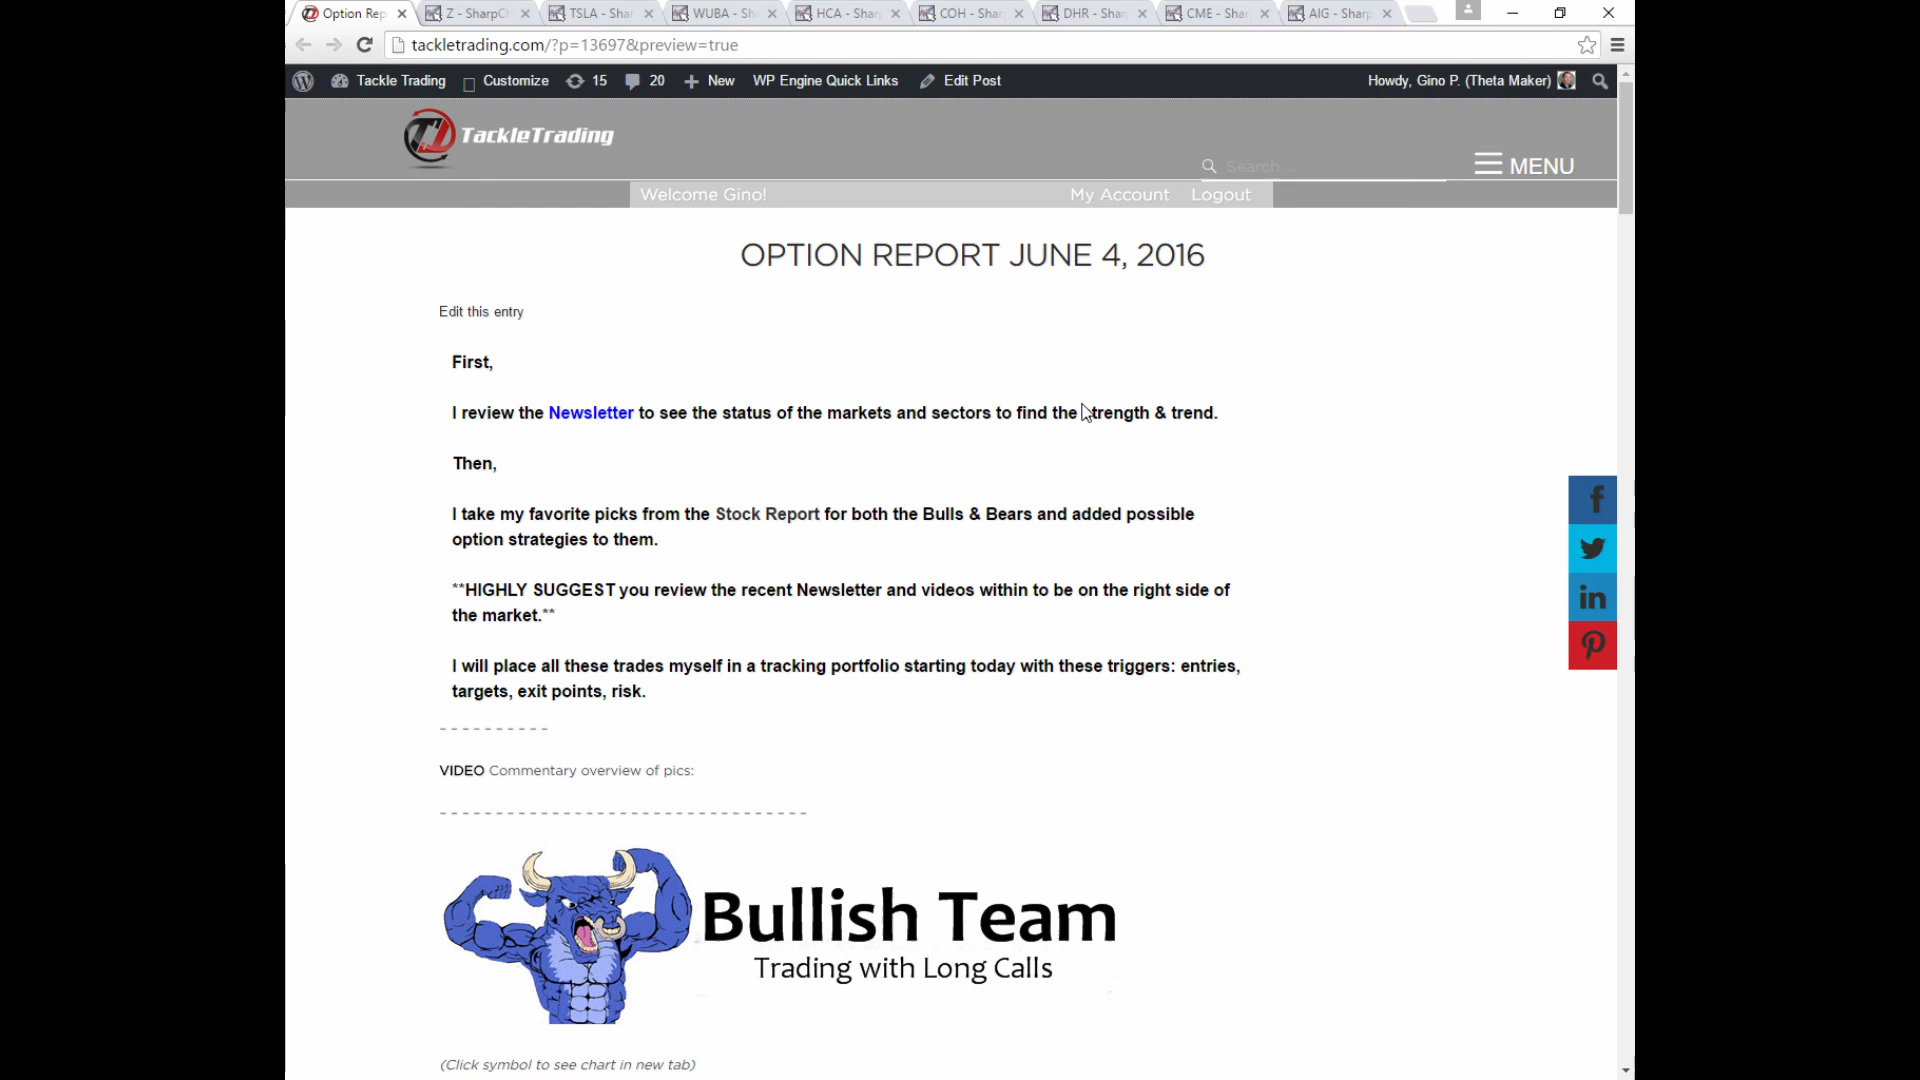 Option Rep
Z - SharpCh
TSLA - Shar
WUBA - Sh
HCA - Sharp
COH - Shar
DHR - Shar
CME - Shar
AIG - Sharp
tackletrading.com/?p=13697&preview=true
Tackle Trading
Customize
15
20
New
WP Engine Quick Links
Edit Post
Howdy, Gino P. (Theta Maker)
TackleTrading
Search ...
MENU
Welcome Gino!
My Account
Logout
OPTION REPORT JUNE 4, 2016
Edit this entry
First,
I review the Newsletter to see the status of the markets and sectors to find the strength & trend.
Then,
I take my favorite picks from the Stock Report for both the Bulls & Bears and added possible
option strategies to them.
**HIGHLY SUGGEST you review the recent Newsletter and videos within to be on the right side of
the market.**
I will place all these trades myself in a tracking portfolio starting today with these triggers: entries,
targets, exit points, risk.
- - - - - - - - - -
VIDEO Commentary overview of pics:
- - - - - - - - - - - - - - - - - - - - - - - - - - - - - - -
Bullish Team
Trading with Long Calls
(Click symbol to see chart in new tab)